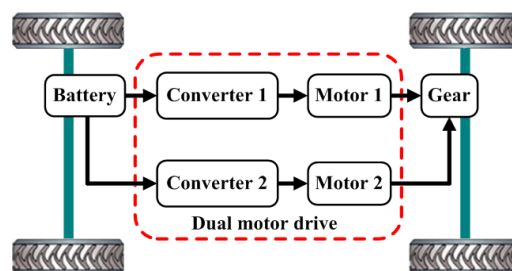 Battery
Converter 1
Motor 1
Gear
Converter 2
Motor 2
Dual motor drive